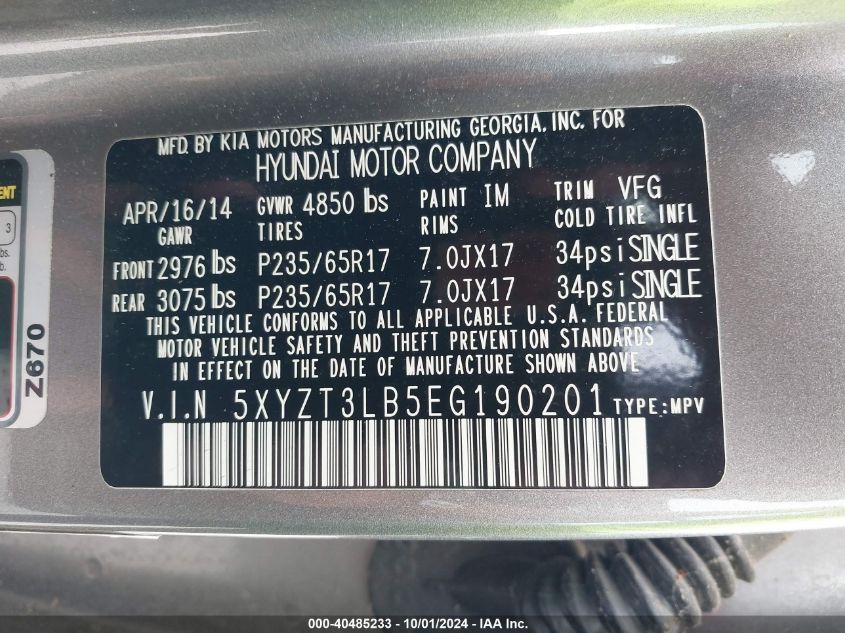 MFD. BY KIA MOTORS MANUFACTURING GEORGIA, INC. FOR
HYUNDAI MOTOR COMPANY
APR/16/14 GVWR 4850 lbs PAINT IM TRIM VFG
GAWR TIRES RIMS COLD TIRE INFL
FRONT 2976 lbs P235/65R17 7.0JX17 34psi SINGLE
REAR 3075 lbs P235/65R17 7.0JX17 34psi SINGLE
THIS VEHICLE CONFORMS TO ALL APPLICABLE U.S.A. FEDERAL
MOTOR VEHICLE SAFETY AND THEFT PREVENTION STANDARDS
IN EFFECT ON THE DATE OF MANUFACTURE SHOWN ABOVE
V.I.N 5XYZT3LB5EG190201 TYPE:MPV
3
Z670
000-40485233 - 10/01/2024 - IAA Inc.